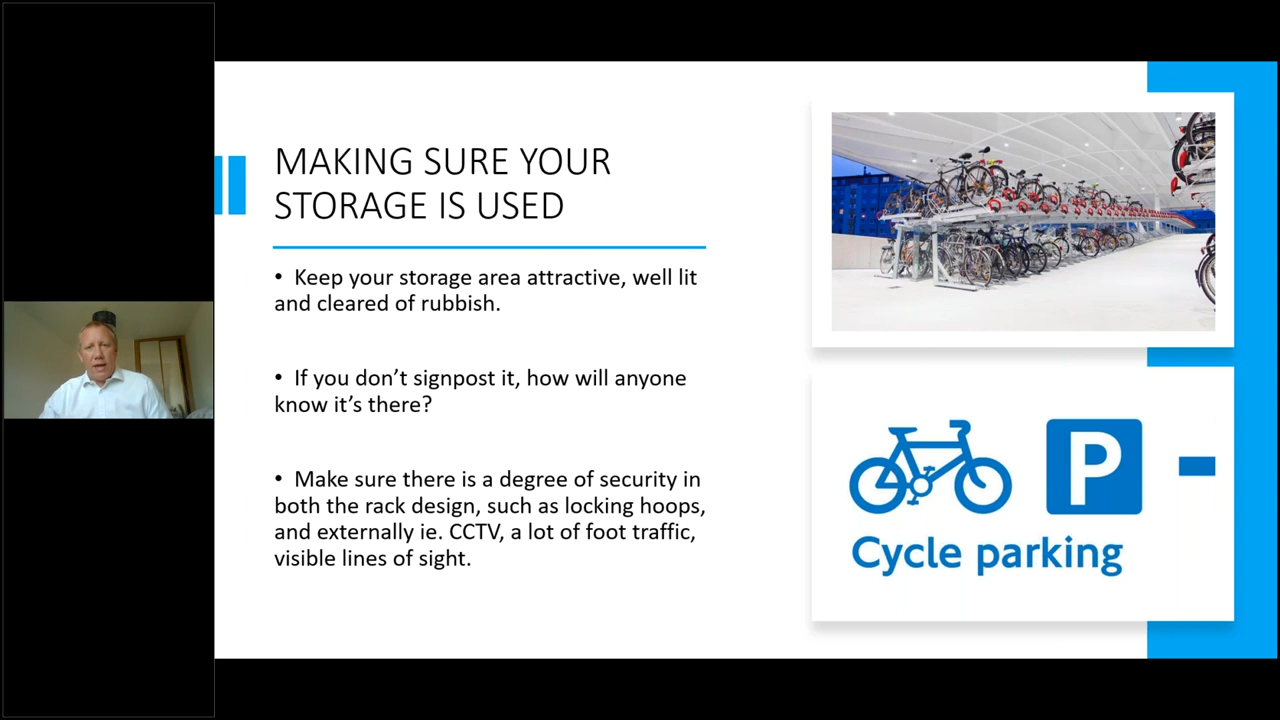 MAKING SURE YOUR
STORAGE IS USED
• Keep your storage area attractive, well lit
and cleared of rubbish.
• If you don’t signpost it, how will anyone
know it’s there?
• Make sure there is a degree of security in
both the rack design, such as locking hoops,
and externally ie. CCTV, a lot of foot traffic,
visible lines of sight.
P
Cycle parking